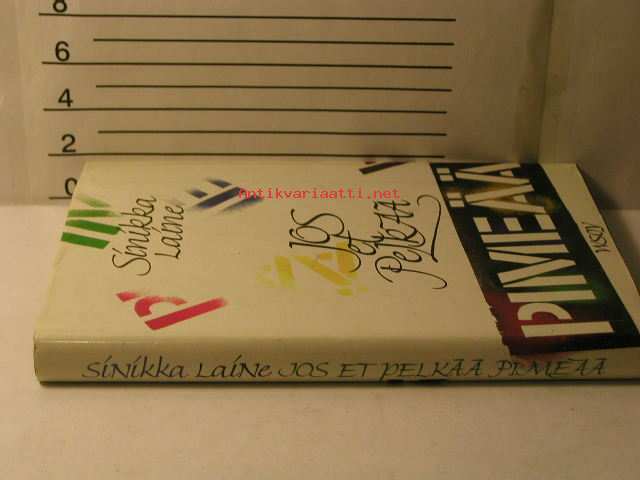 8
6
4
2
0
antikvariaatti.net
Sinikka
Laine
JOS
et
Pelkää
PIMEÄÄ
WSOY
Sinikka Laine JOS ET PELKÄÄ PIMEÄÄ